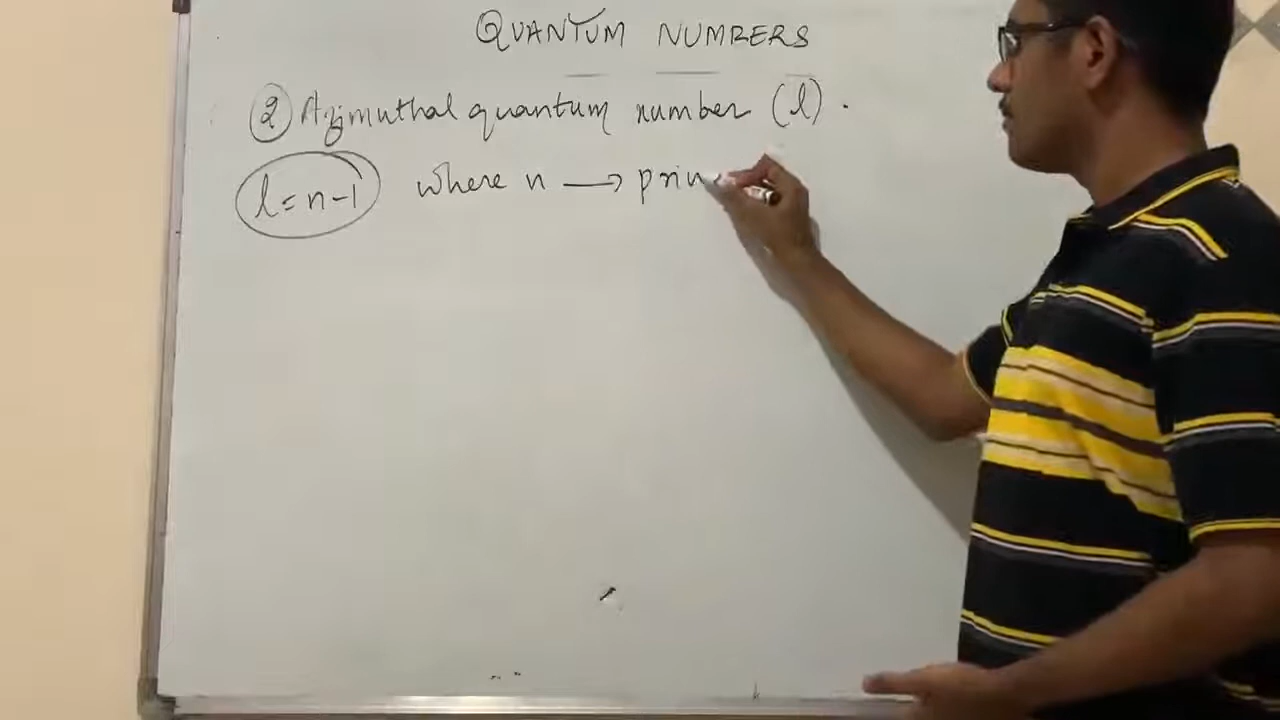 QUANTUM NUMBERS
② Azimuthal quantum number (l).
l = n-1 where n → prin